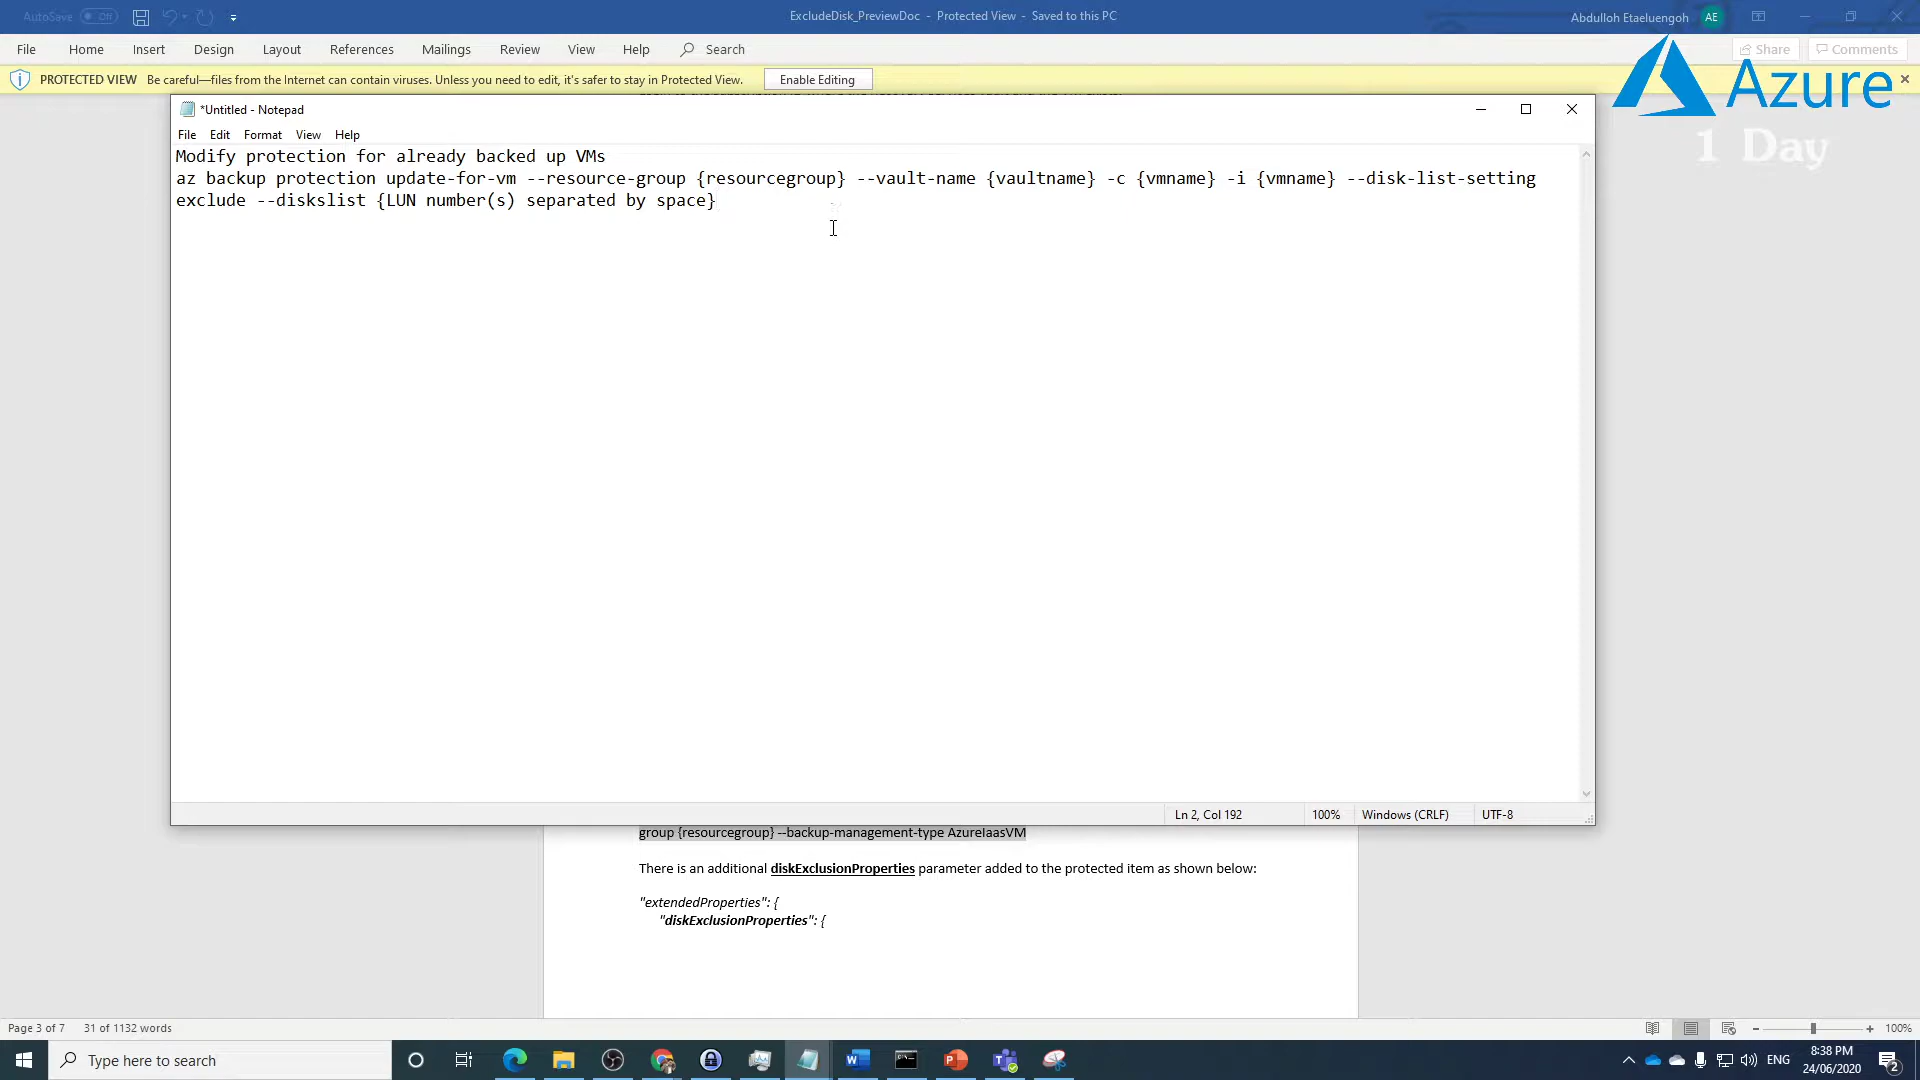 AutoSave Off
ExcludeDisk_PreviewDoc - Protected View - Saved to this PC
Abdulloh Etaeluengoh AE
File Home Insert Design Layout References Mailings Review View Help Search
Share Comments
PROTECTED VIEW Be careful—files from the Internet can contain viruses. Unless you need to edit, it's safer to stay in Protected View. Enable Editing
Azure
1 Day
*Untitled - Notepad
File Edit Format View Help
Modify protection for already backed up VMs
az backup protection update-for-vm --resource-group {resourcegroup} --vault-name {vaultname} -c {vmname} -i {vmname} --disk-list-setting
exclude --diskslist {LUN number(s) separated by space}
Ln 2, Col 192 100% Windows (CRLF) UTF-8
group {resourcegroup} --backup-management-type AzureIaasVM
There is an additional diskExclusionProperties parameter added to the protected item as shown below:
"extendedProperties": {
"diskExclusionProperties": {
Page 3 of 7 31 of 1132 words
100%
Type here to search
ENG
8:38 PM
24/06/2020
2